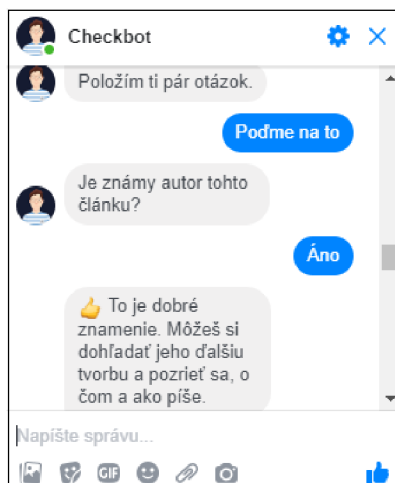 Checkbot
Položím ti pár otázok.
Poďme na to
Je známy autor tohto
článku?
Áno
👍 To je dobré
znamenie. Môžeš si
dohľadať jeho ďalšiu
tvorbu a pozrieť sa, o
čom a ako píše.
Napíšte správu...
GIF